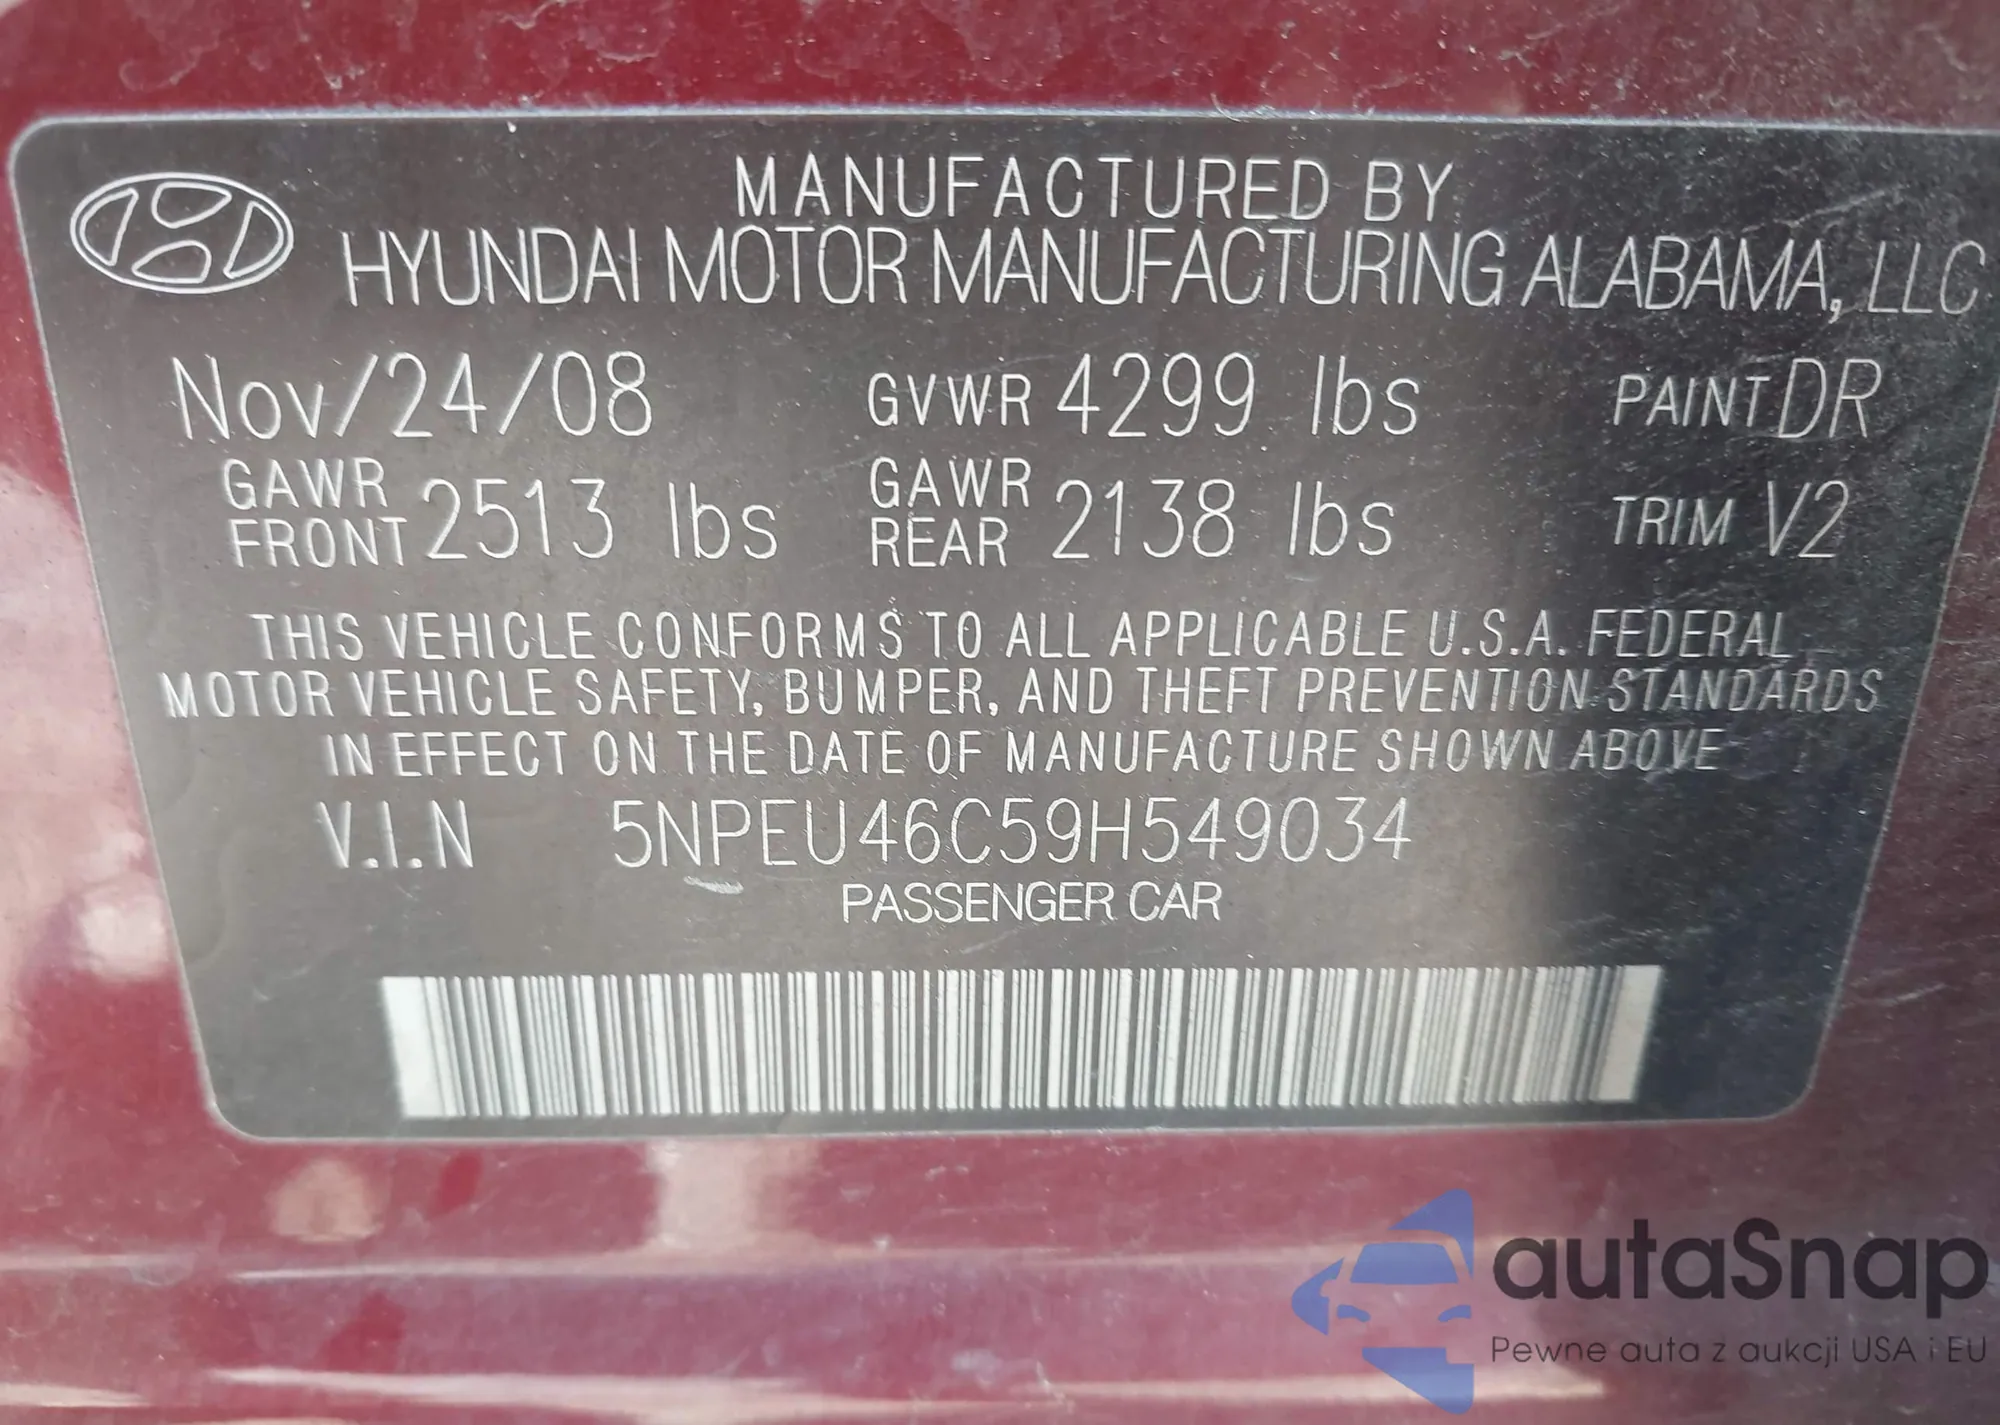 MANUFACTURED BY
HYUNDAI MOTOR MANUFACTURING ALABAMA, LLC
Nov/24/08 GVWR 4299 lbs PAINT DR
GAWR FRONT 2513 lbs GAWR REAR 2138 lbs TRIM V2
THIS VEHICLE CONFORMS TO ALL APPLICABLE U.S.A. FEDERAL
MOTOR VEHICLE SAFETY, BUMPER, AND THEFT PREVENTION STANDARDS
IN EFFECT ON THE DATE OF MANUFACTURE SHOWN ABOVE
V.I.N 5NPEU46C59H549034
PASSENGER CAR
autaSnap
Pewne auta z aukcji USA i EU